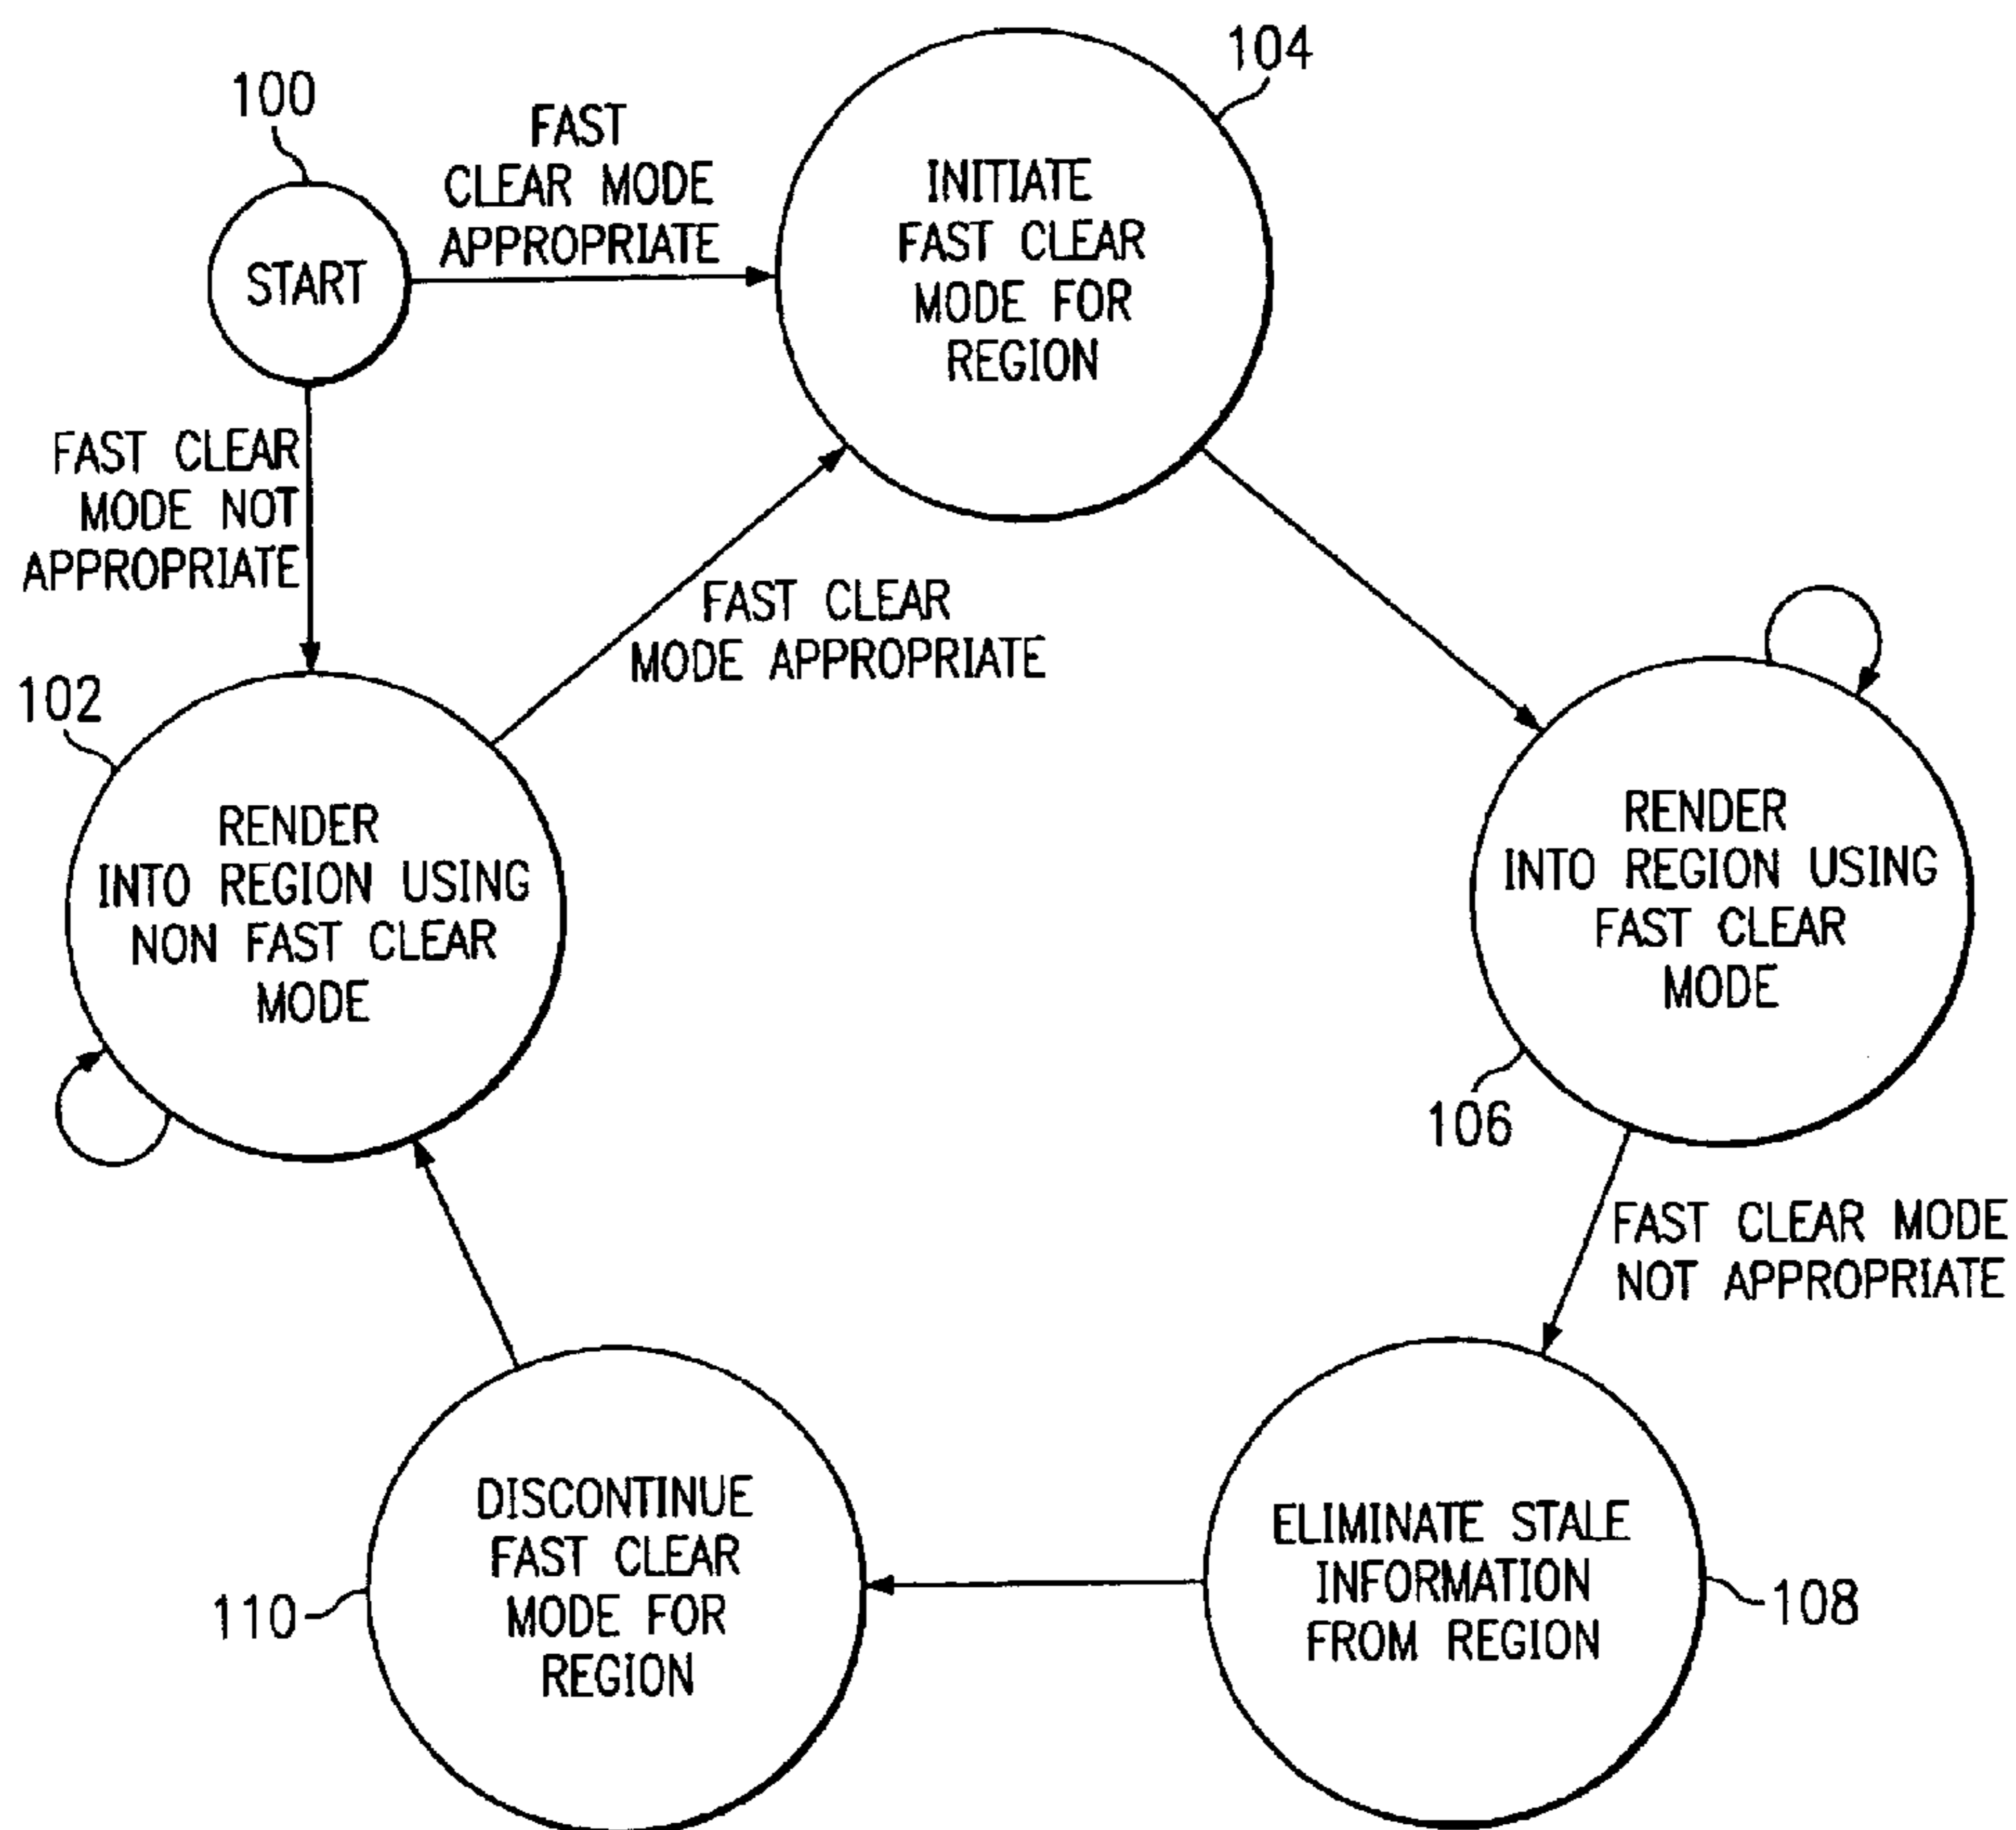 104
100
FAST
CLEAR MODE
APPROPRIATE
INITIATE
FAST CLEAR
MODE FOR
REGION
START
FAST CLEAR
MODE NOT
APPROPRIATE
FAST CLEAR
MODE APPROPRIATE
102
RENDER
INTO REGION USING
NON FAST CLEAR
MODE
RENDER
INTO REGION USING
FAST CLEAR
MODE
106
FAST CLEAR MODE
NOT APPROPRIATE
DISCONTINUE
FAST CLEAR
MODE FOR
REGION
110
ELIMINATE STALE
INFORMATION
FROM REGION
108